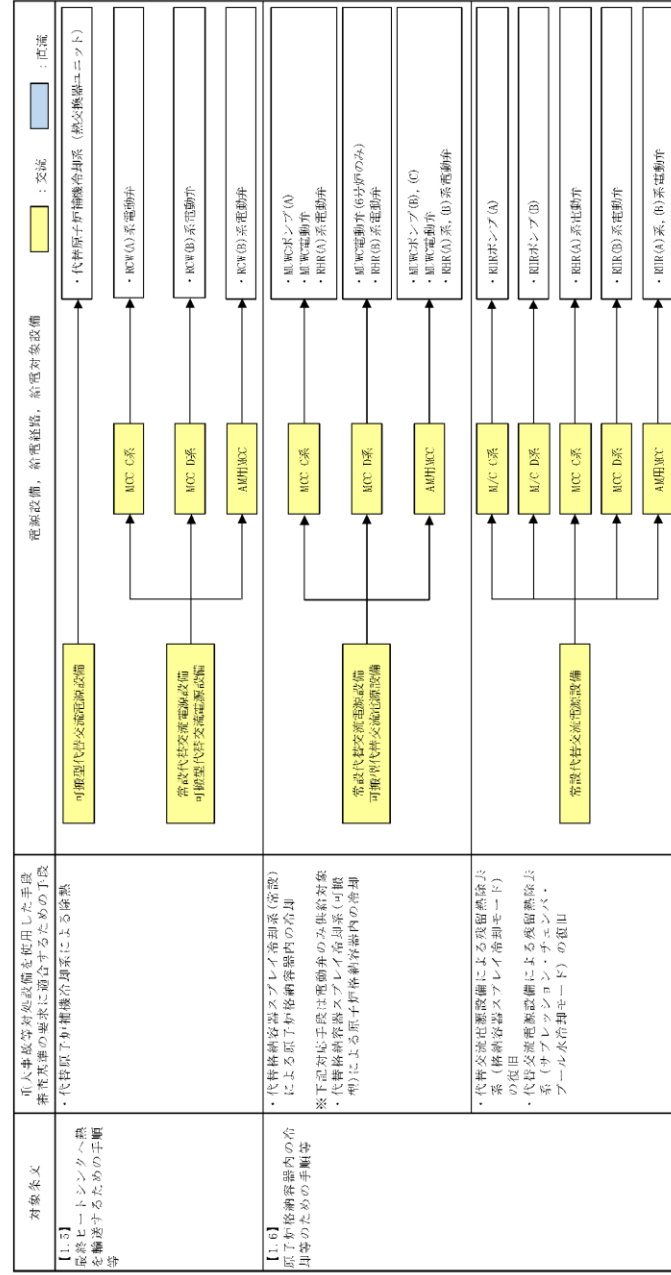 対象条文
重大事故等対処設備を使用した手段
審査基準の要求に適合するための手段
電源設備，給電経路，給電対象設備
：交流
：直流
【1.5】
最終ヒートシンクへ熱
を輸送するための手順
等
・代替原子炉補機冷却系による除熱
可搬型代替交流電源設備
・代替原子炉補機冷却系（熱交換器ユニット）
常設代替交流電源設備
可搬型代替交流電源設備
MCC C系
・RCW(A)系電動弁
MCC D系
・RCW(B)系電動弁
AM用MCC
・RCW(B)系電動弁
【1.6】
原子炉格納容器内の冷
却等のための手順等
・代替格納容器スプレイ冷却系(常設)
による原子炉格納容器内の冷却
※下記対応手段は電動弁のみ供給対象
・代替格納容器スプレイ冷却系(可搬
型)による原子炉格納容器内の冷却
常設代替交流電源設備
可搬型代替交流電源設備
MCC C系
・MUWCポンプ(A)
・MUWC電動弁
・RHR(A)系電動弁
MCC D系
・MUWC電動弁(6号炉のみ)
・RHR(B)系電動弁
AM用MCC
・MUWCポンプ(B),(C)
・MUWC電動弁
・RHR(A)系,(B)系電動弁
・代替交流電源設備による残留熱除去
系（格納容器スプレイ冷却モード）
の復旧
・代替交流電源設備による残留熱除去
系（サプレッション・チェンバ・
プール水冷却モード）の復旧
常設代替交流電源設備
M/C C系
・RHRポンプ(A)
M/C D系
・RHRポンプ(B)
MCC C系
・RHR(A)系電動弁
MCC D系
・RHR(B)系電動弁
AM用MCC
・RHR(A)系,(B)系電動弁